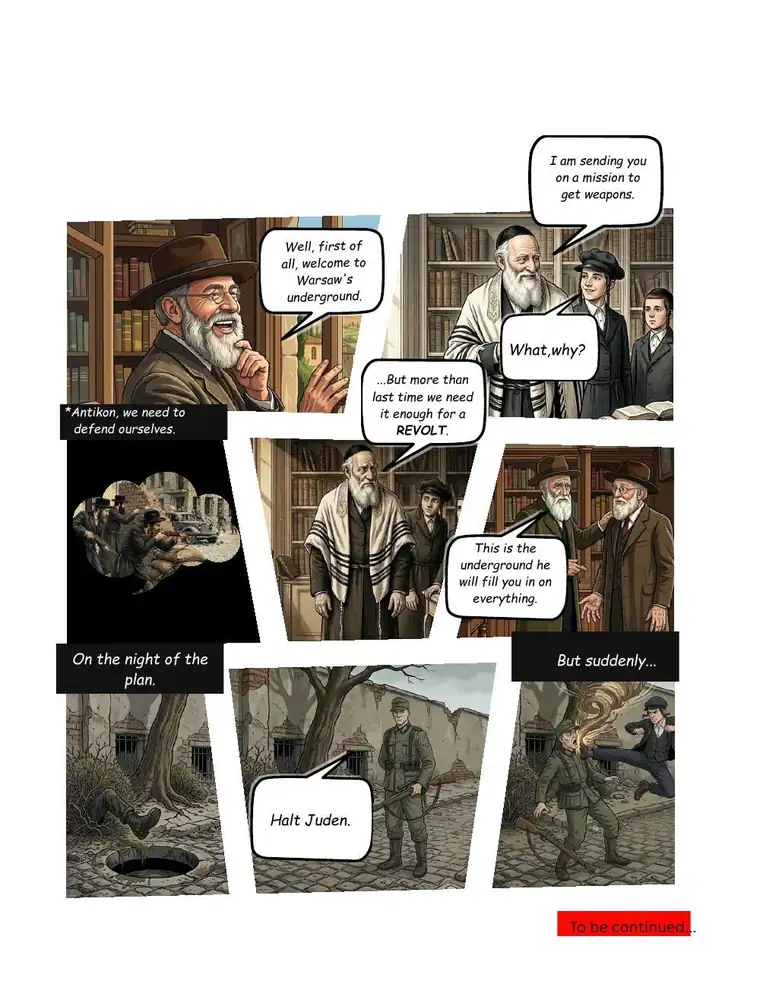 Well, first of
all, welcome to
Warsaw's
underground.
I am sending you
on a mission to
get weapons.
What,why?
*Antikon, we need to
defend ourselves.
...But more than
last time we need
it enough for a
REVOLT.
This is the
underground he
will fill you in on
everything.
On the night of the
plan.
Halt Juden.
But suddenly...
To be continued...